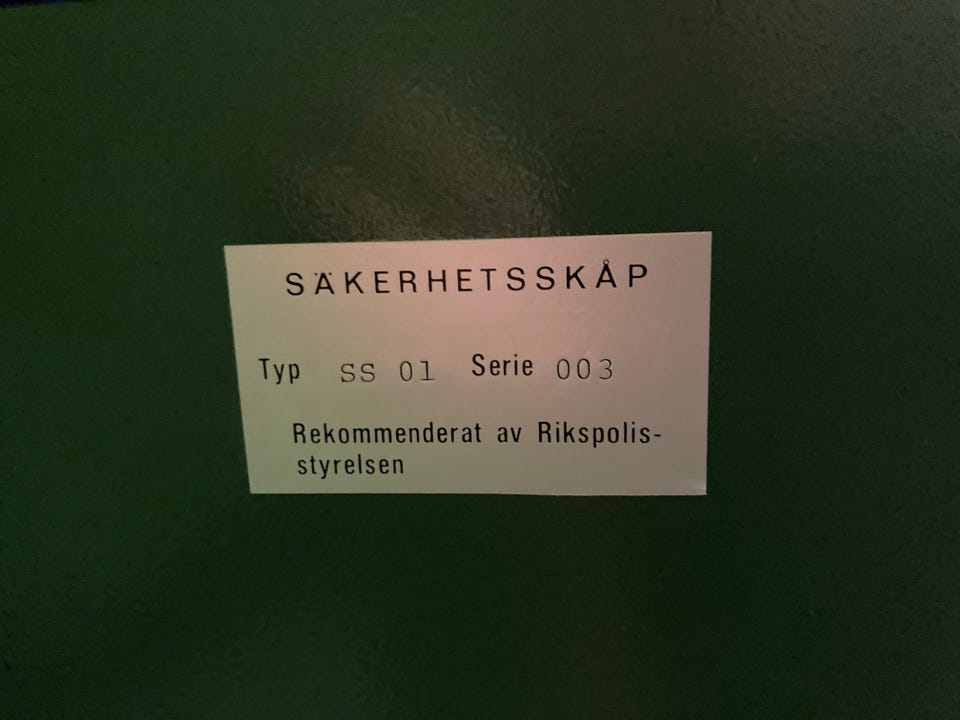 SÄKERHETSSKÅP
Typ SS 01 Serie 003
Rekommenderat av Rikspolis-
styrelsen